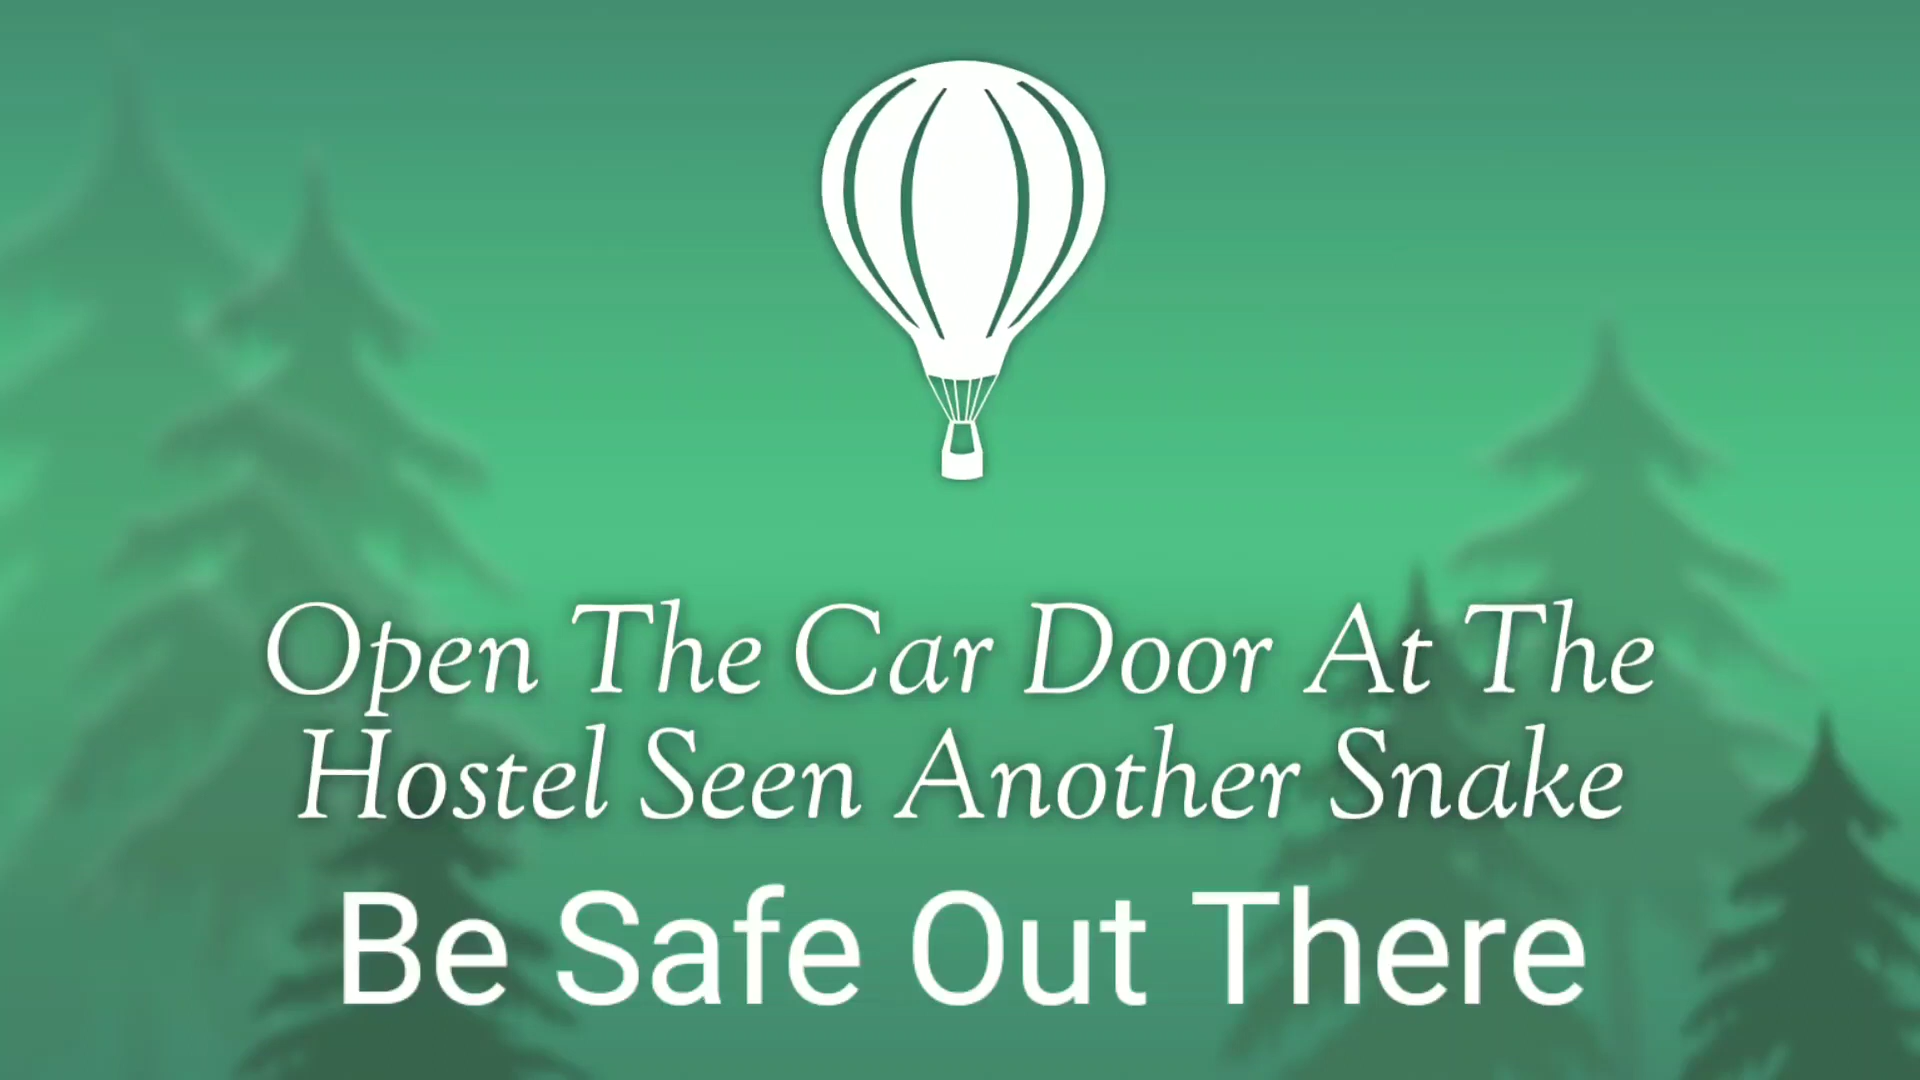 Open The Car Door At The
Hostel Seen Another Snake
Be Safe Out There